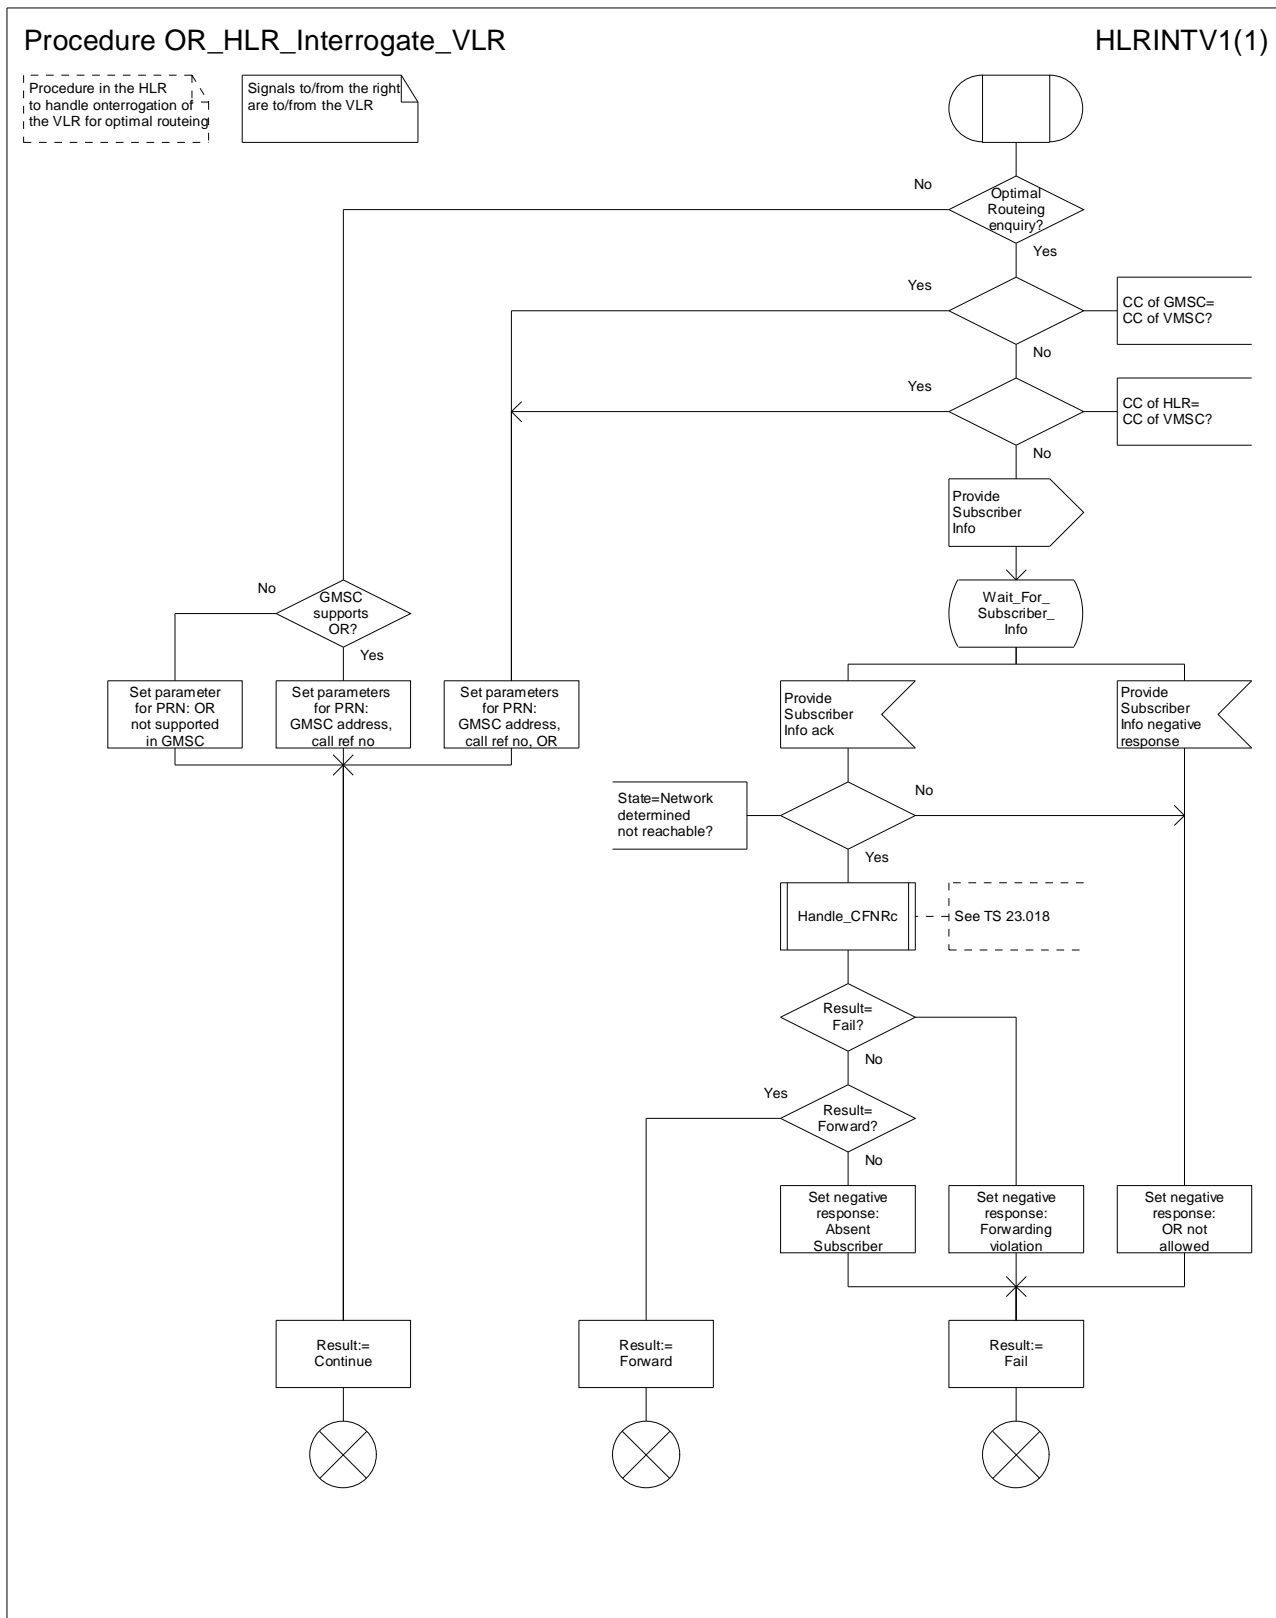 Procedure OR_HLR_Interrogate_VLR
HLRINTV1(1)
Procedure in the HLR
to handle onterrogation of
the VLR for optimal routeing
Signals to/from the right
are to/from the VLR
No
Optimal
Routeing
enquiry?
Yes
Yes
CC of GMSC=
CC of VMSC?
No
Yes
CC of HLR=
CC of VMSC?
No
Provide
Subscriber
Info
No
GMSC
supports
OR?
Yes
Wait_For_
Subscriber_
Info
Set parameter
for PRN: OR
not supported
in GMSC
Set parameters
for PRN:
GMSC address,
call ref no
Set parameters
for PRN:
GMSC address,
call ref no, OR
Provide
Subscriber
Info ack
Provide
Subscriber
Info negative
response
State=Network
determined
not reachable?
No
Yes
Handle_CFNRc
See TS 23.018
Result=
Fail?
No
Yes
Result=
Forward?
No
Set negative
response:
Absent
Subscriber
Set negative
response:
Forwarding
violation
Set negative
response:
OR not
allowed
Result:=
Continue
Result:=
Forward
Result:=
Fail